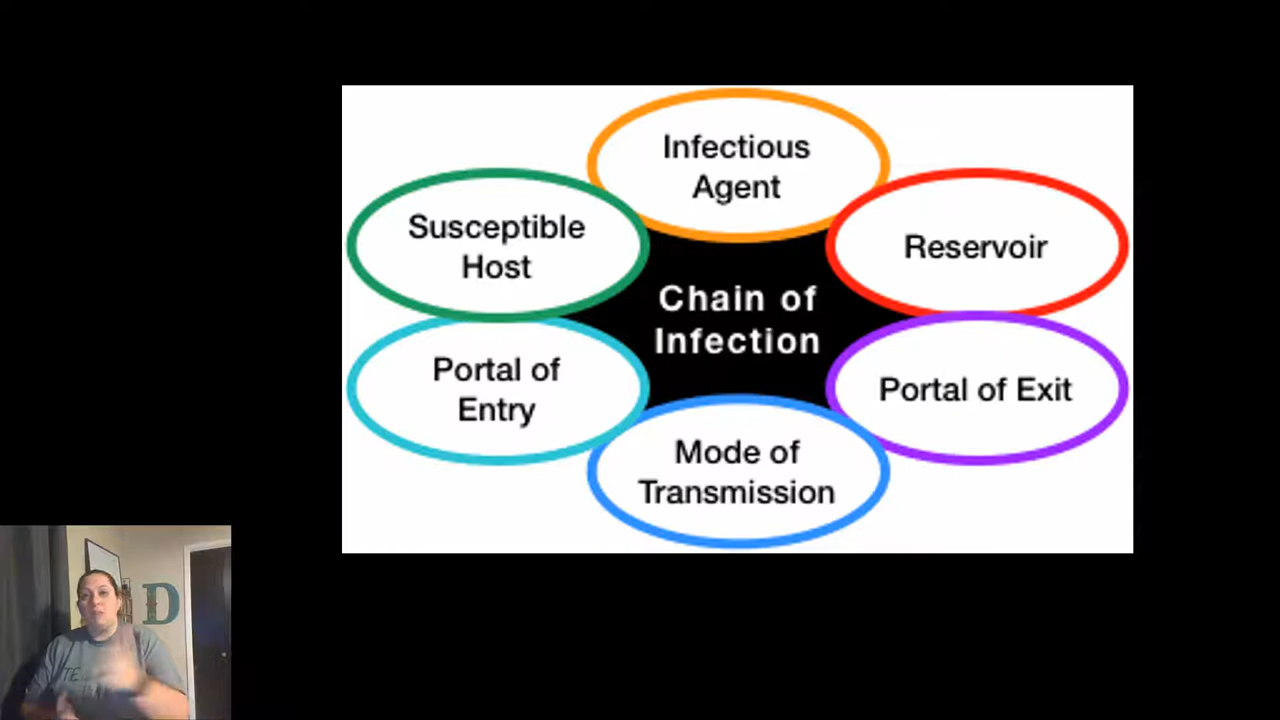 Infectious
Agent
Susceptible
Host
Reservoir
Chain of
Infection
Portal of
Entry
Portal of Exit
Mode of
Transmission
D